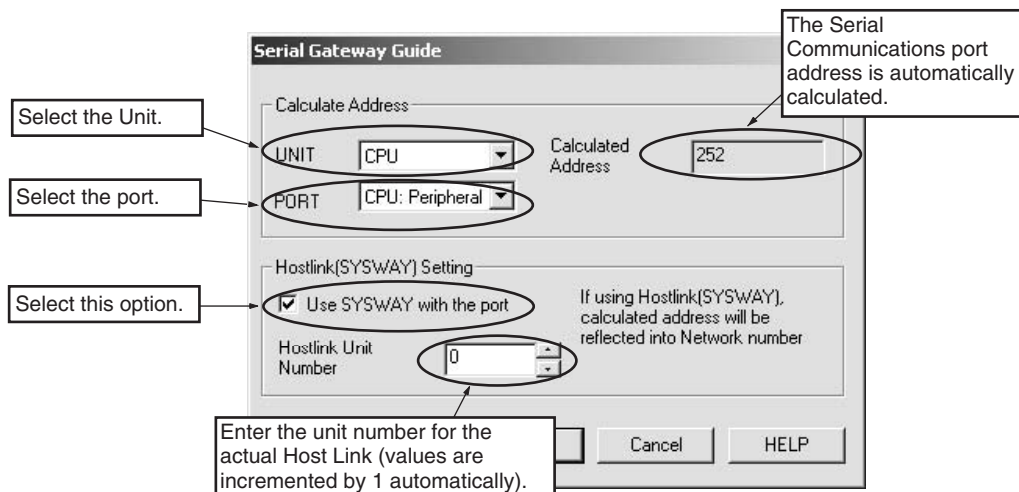 The Serial
Communications port
address is automatically
calculated.
Serial Gateway Guide
Calculate Address
Select the Unit.
UNIT
CPU
Calculated
Address
252
Select the port.
PORT
CPU: Peripheral
Hostlink(SYSWAY) Setting
Select this option.
Use SYSWAY with the port
If using Hostlink(SYSWAY),
calculated address will be
reflected into Network number
Hostlink Unit
Number
0
Enter the unit number for the
actual Host Link (values are
incremented by 1 automatically).
Cancel
HELP